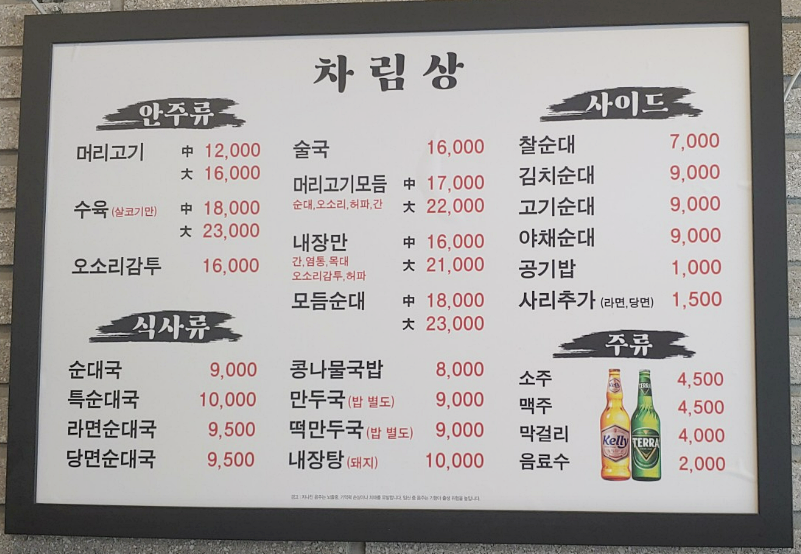 차림상
안주류
머리고기 中 12,000
大 16,000
수육 (살코기만) 中 18,000
大 23,000
오소리감투 16,000
술국 16,000
머리고기모듬 中 17,000
순대,오소리,허파,간 大 22,000
내장만 中 16,000
간,염통,목대 大 21,000
오소리감투,허파
모듬순대 中 18,000
大 23,000
사이드
찰순대 7,000
김치순대 9,000
고기순대 9,000
야채순대 9,000
공기밥 1,000
사리추가 (라면,당면) 1,500
식사류
순대국 9,000
특순대국 10,000
라면순대국 9,500
당면순대국 9,500
콩나물국밥 8,000
만두국 (밥 별도) 9,000
떡만두국 (밥 별도) 9,000
내장탕 (돼지) 10,000
주류
소주 4,500
맥주 4,500
막걸리 4,000
음료수 2,000
Kelly
TERRA